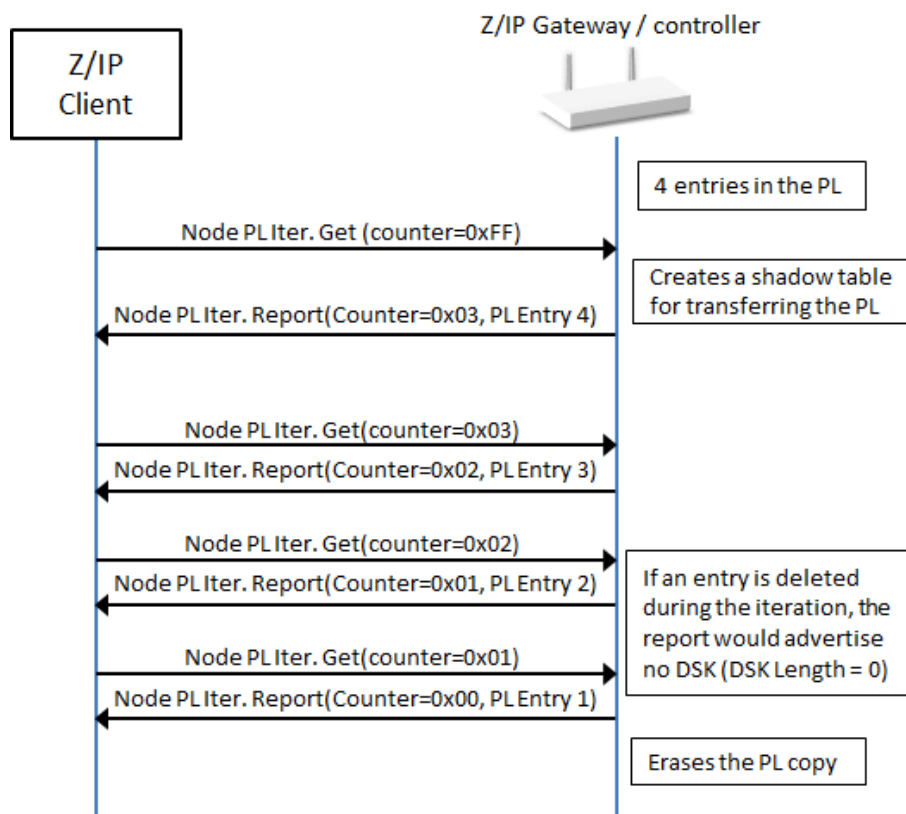 Z/IP Gateway / controller
Z/IP
Client
4 entries in the PL
Node PL Iter. Get (counter=0xFF)
Creates a shadow table
for transferring the PL
Node PL Iter. Report(Counter=0x03, PL Entry 4)
Node PL Iter. Get(counter=0x03)
Node PL Iter. Report(Counter=0x02, PL Entry 3)
Node PL Iter. Get(counter=0x02)
Node PL Iter. Report(Counter=0x01, PL Entry 2)
If an entry is deleted
during the iteration, the
report would advertise
no DSK (DSK Length = 0)
Node PL Iter. Get(counter=0x01)
Node PL Iter. Report(Counter=0x00, PL Entry 1)
Erases the PL copy